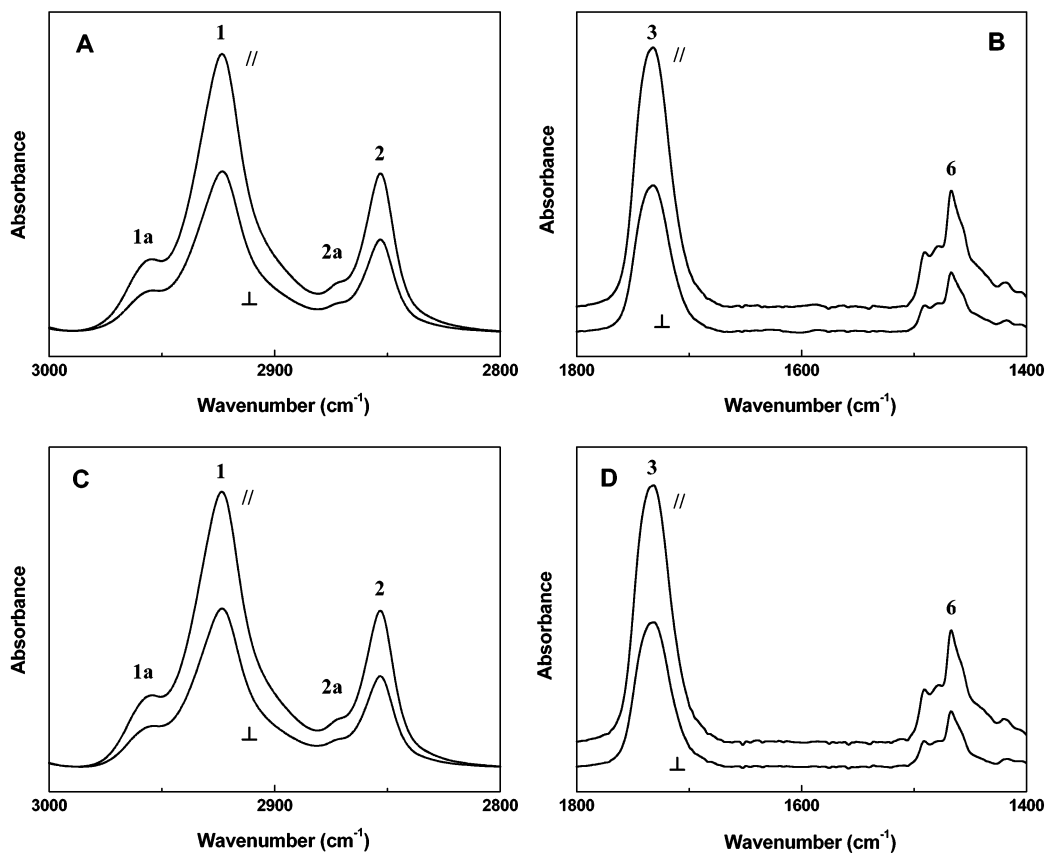 A
1
//
1a
2
2a
⊥
Absorbance
3000
2900
2800
Wavenumber (cm⁻¹)
B
3
//
6
⊥
Absorbance
1800
1600
1400
Wavenumber (cm⁻¹)
C
1
//
1a
2
2a
⊥
Absorbance
3000
2900
2800
Wavenumber (cm⁻¹)
D
3
//
6
⊥
Absorbance
1800
1600
1400
Wavenumber (cm⁻¹)